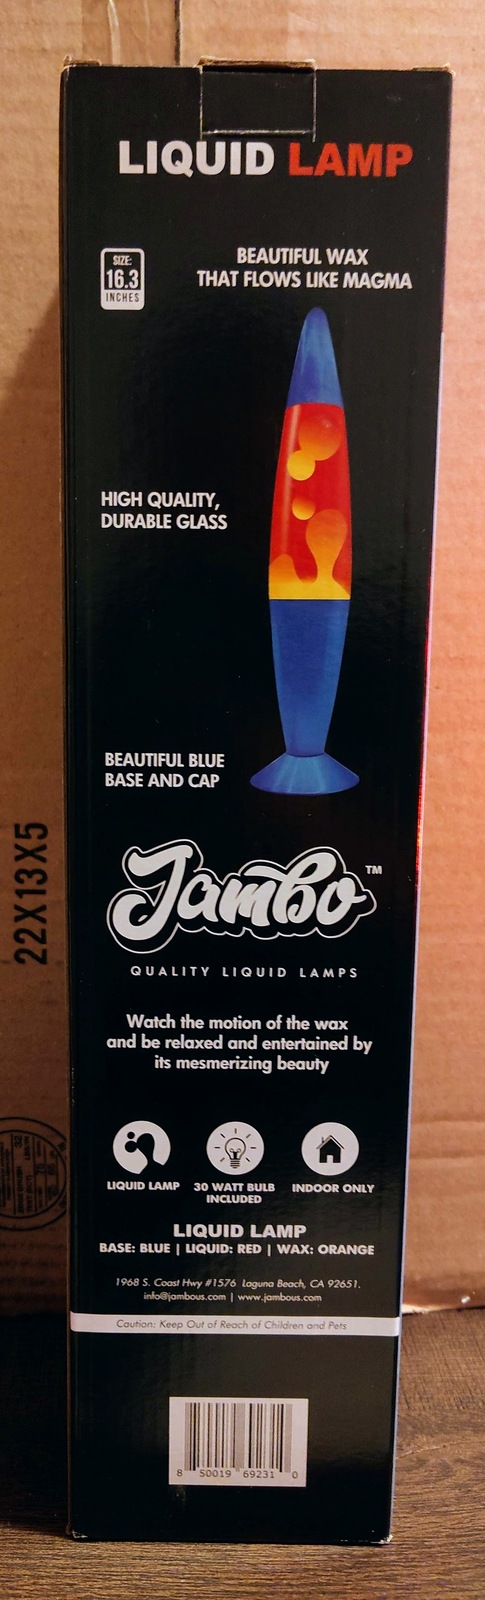 LIQUID LAMP
SIZE:
16.3
INCHES
BEAUTIFUL WAX
THAT FLOWS LIKE MAGMA
HIGH QUALITY,
DURABLE GLASS
BEAUTIFUL BLUE
BASE AND CAP
22X13X5
Jambo™
QUALITY LIQUID LAMPS
Watch the motion of the wax
and be relaxed and entertained by
its mesmerizing beauty
LIQUID LAMP
30 WATT BULB
INCLUDED
INDOOR ONLY
LIQUID LAMP
BASE: BLUE | LIQUID: RED | WAX: ORANGE
1968 S. Coast Hwy #1576 Laguna Beach, CA 92651.
info@jambous.com | www.jambous.com
Caution: Keep Out of Reach of Children and Pets
8 50019 69231 0